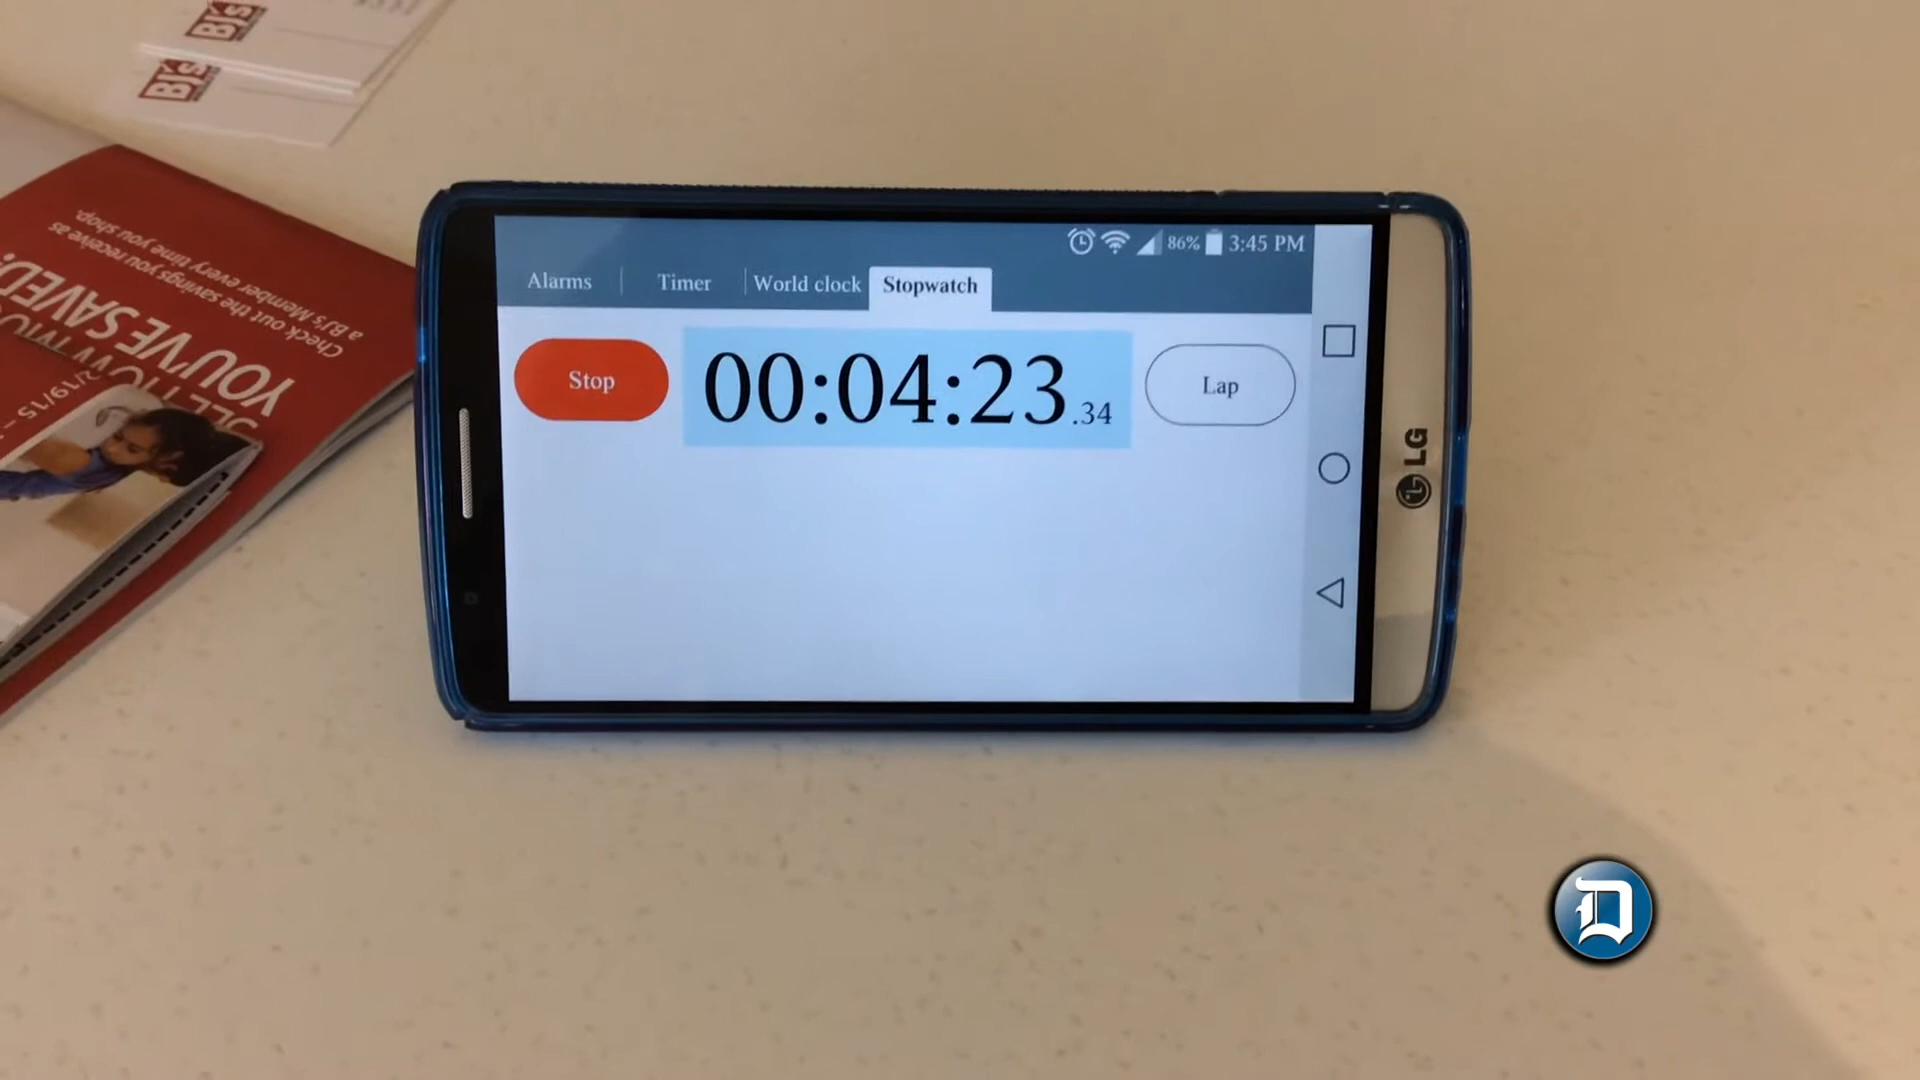 BJ's
BJ's
Check out the savings you receive as
a BJ's Member every time you shop.
YOU'VE SAVED!
86% 3:45 PM
Alarms Timer World clock Stopwatch
Stop 00:04:23.34 Lap
LG
D